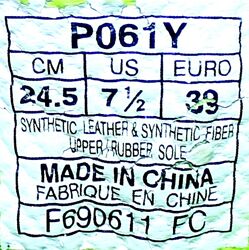 P061Y
CM US EURO
24.5 7½ 39
SYNTHETIC LEATHER & SYNTHETIC FIBER
UPPER/RUBBER SOLE
MADE IN CHINA
FABRIQUE EN CHINE
F690611 FC